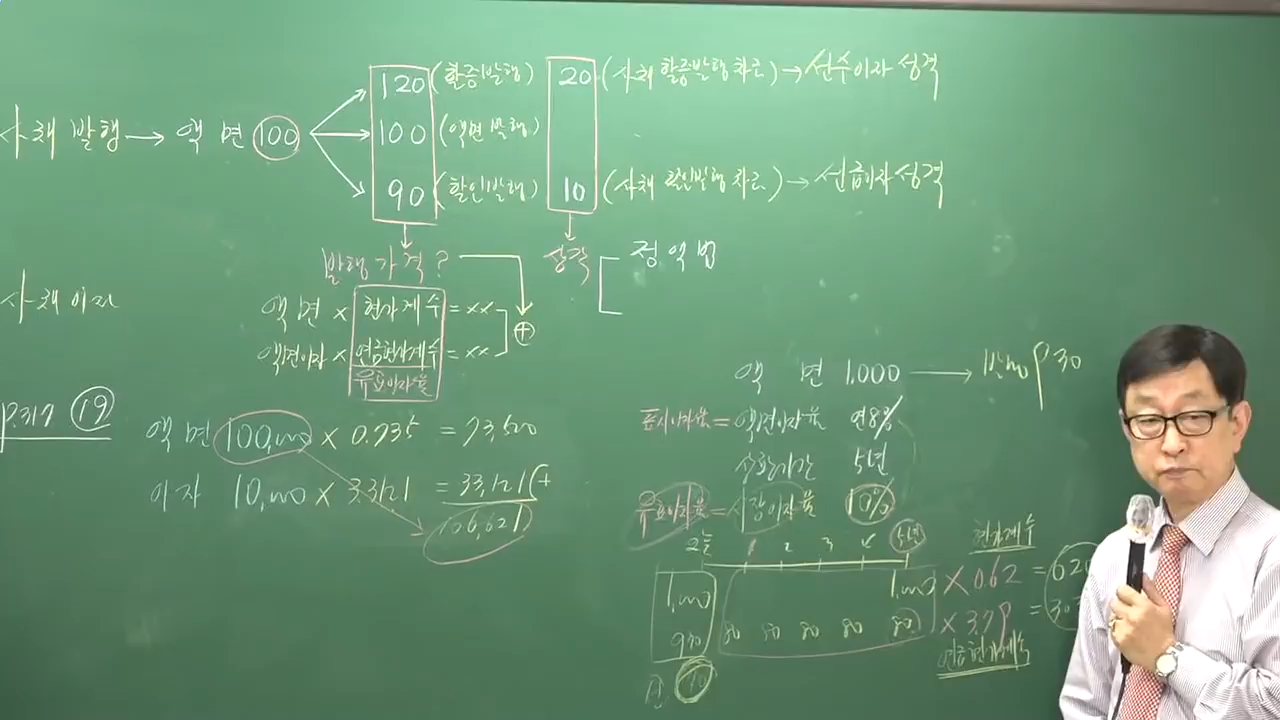 120 (할증발행) 20 (사채 할증발행차금) → 선수이자 성격
사채 발행 → 액면 100 100 (액면 발행)
90 (할인발행) 10 (사채 할인발행차금) → 선급이자 성격
발행가격? 상각 정액법
사채이자
액면 × 현가계수 = ×× ⊕
액면이자 × 연금현가계수 = ××
유효이자율
P.317 ⑲
액면 100,000 × 0.735 = 73,500
이자 10,000 × 3.3121 = 33,121 (+
106,621
액면 1,000 → P 30
표시이자율 = 액면이자율 연8%
상환기간 5년
유효이자율 = 시장이자율 10%
오늘 1 2 3 4 5년
현가계수
1,000 1,000 × 0.62 = 620
930 80 80 80 80 80 × 3.79 =
연금현가계수
70